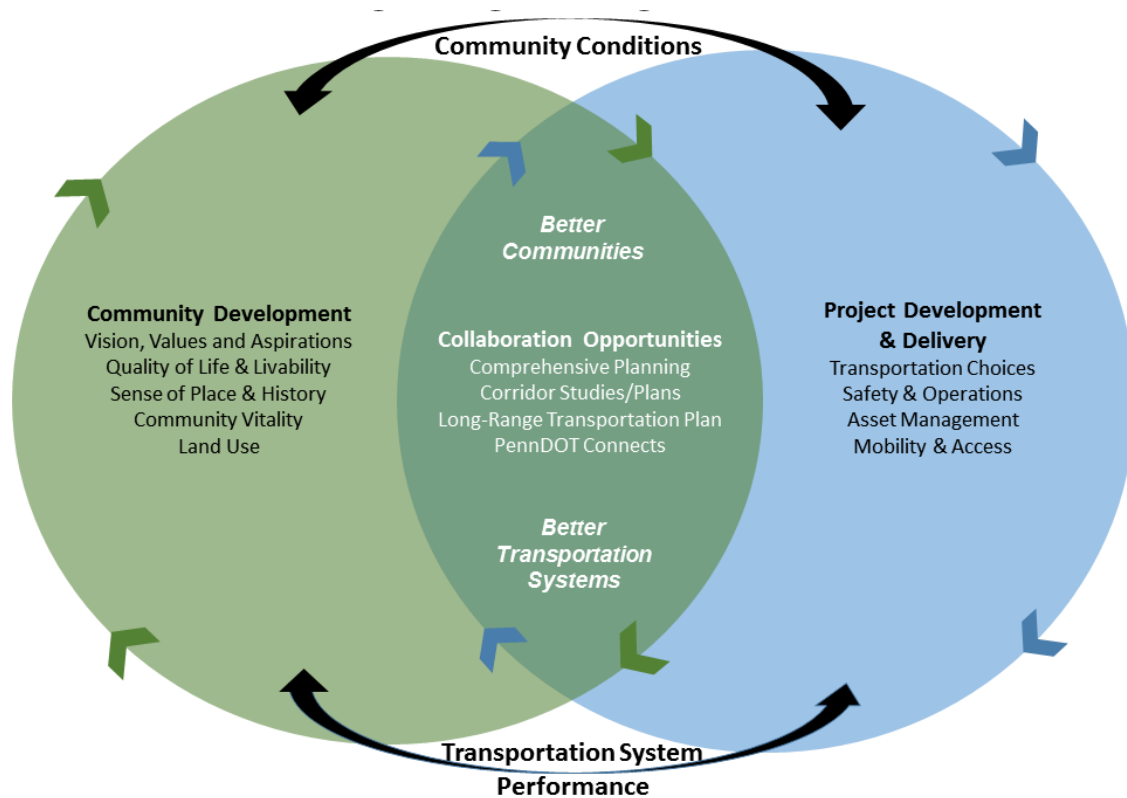 Community Conditions
Better
Communities
Community Development
Vision, Values and Aspirations
Quality of Life & Livability
Sense of Place & History
Community Vitality
Land Use
Collaboration Opportunities
Comprehensive Planning
Corridor Studies/Plans
Long-Range Transportation Plan
PennDOT Connects
Project Development
& Delivery
Transportation Choices
Safety & Operations
Asset Management
Mobility & Access
Better
Transportation
Systems
Transportation System
Performance